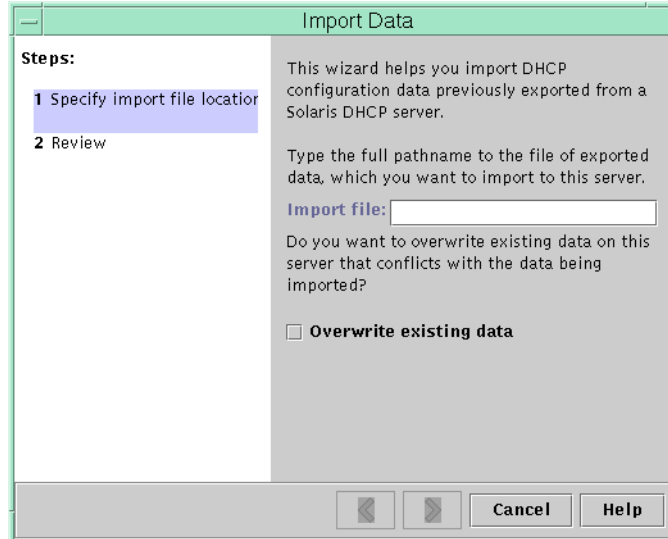 Import Data
Steps:
1 Specify import file location
2 Review
This wizard helps you import DHCP
configuration data previously exported from a
Solaris DHCP server.
Type the full pathname to the file of exported
data, which you want to import to this server.
Import file:
Do you want to overwrite existing data on this
server that conflicts with the data being
imported?
Overwrite existing data
Cancel
Help